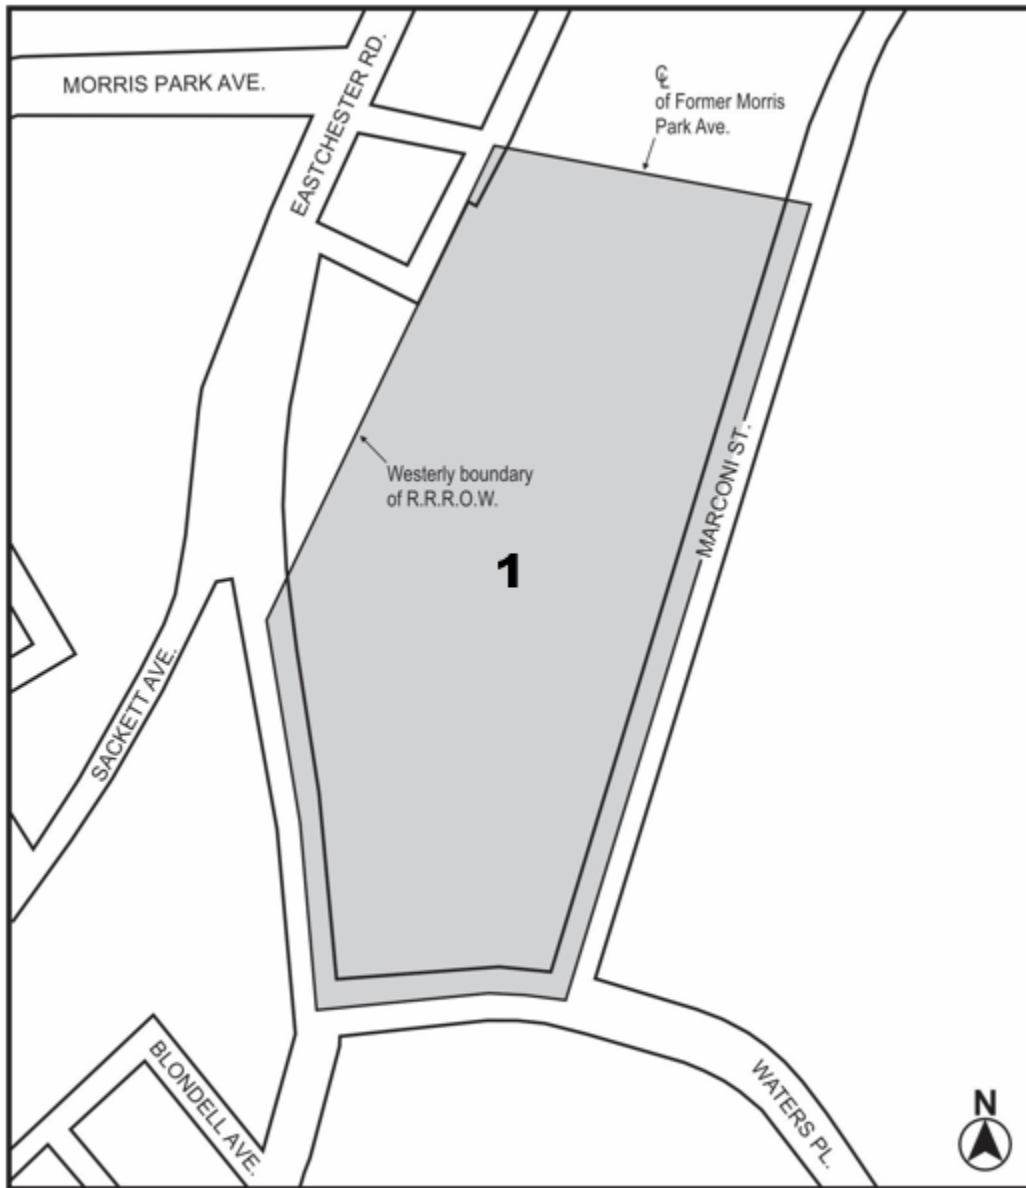 MORRIS PARK AVE.
EASTCHESTER RD.
℄
of Former Morris
Park Ave.
Westerly boundary
of R.R.R.O.W.
MARCONI ST.
1
SACKETT AVE.
BLONDELL AVE.
WATERS PL.
N